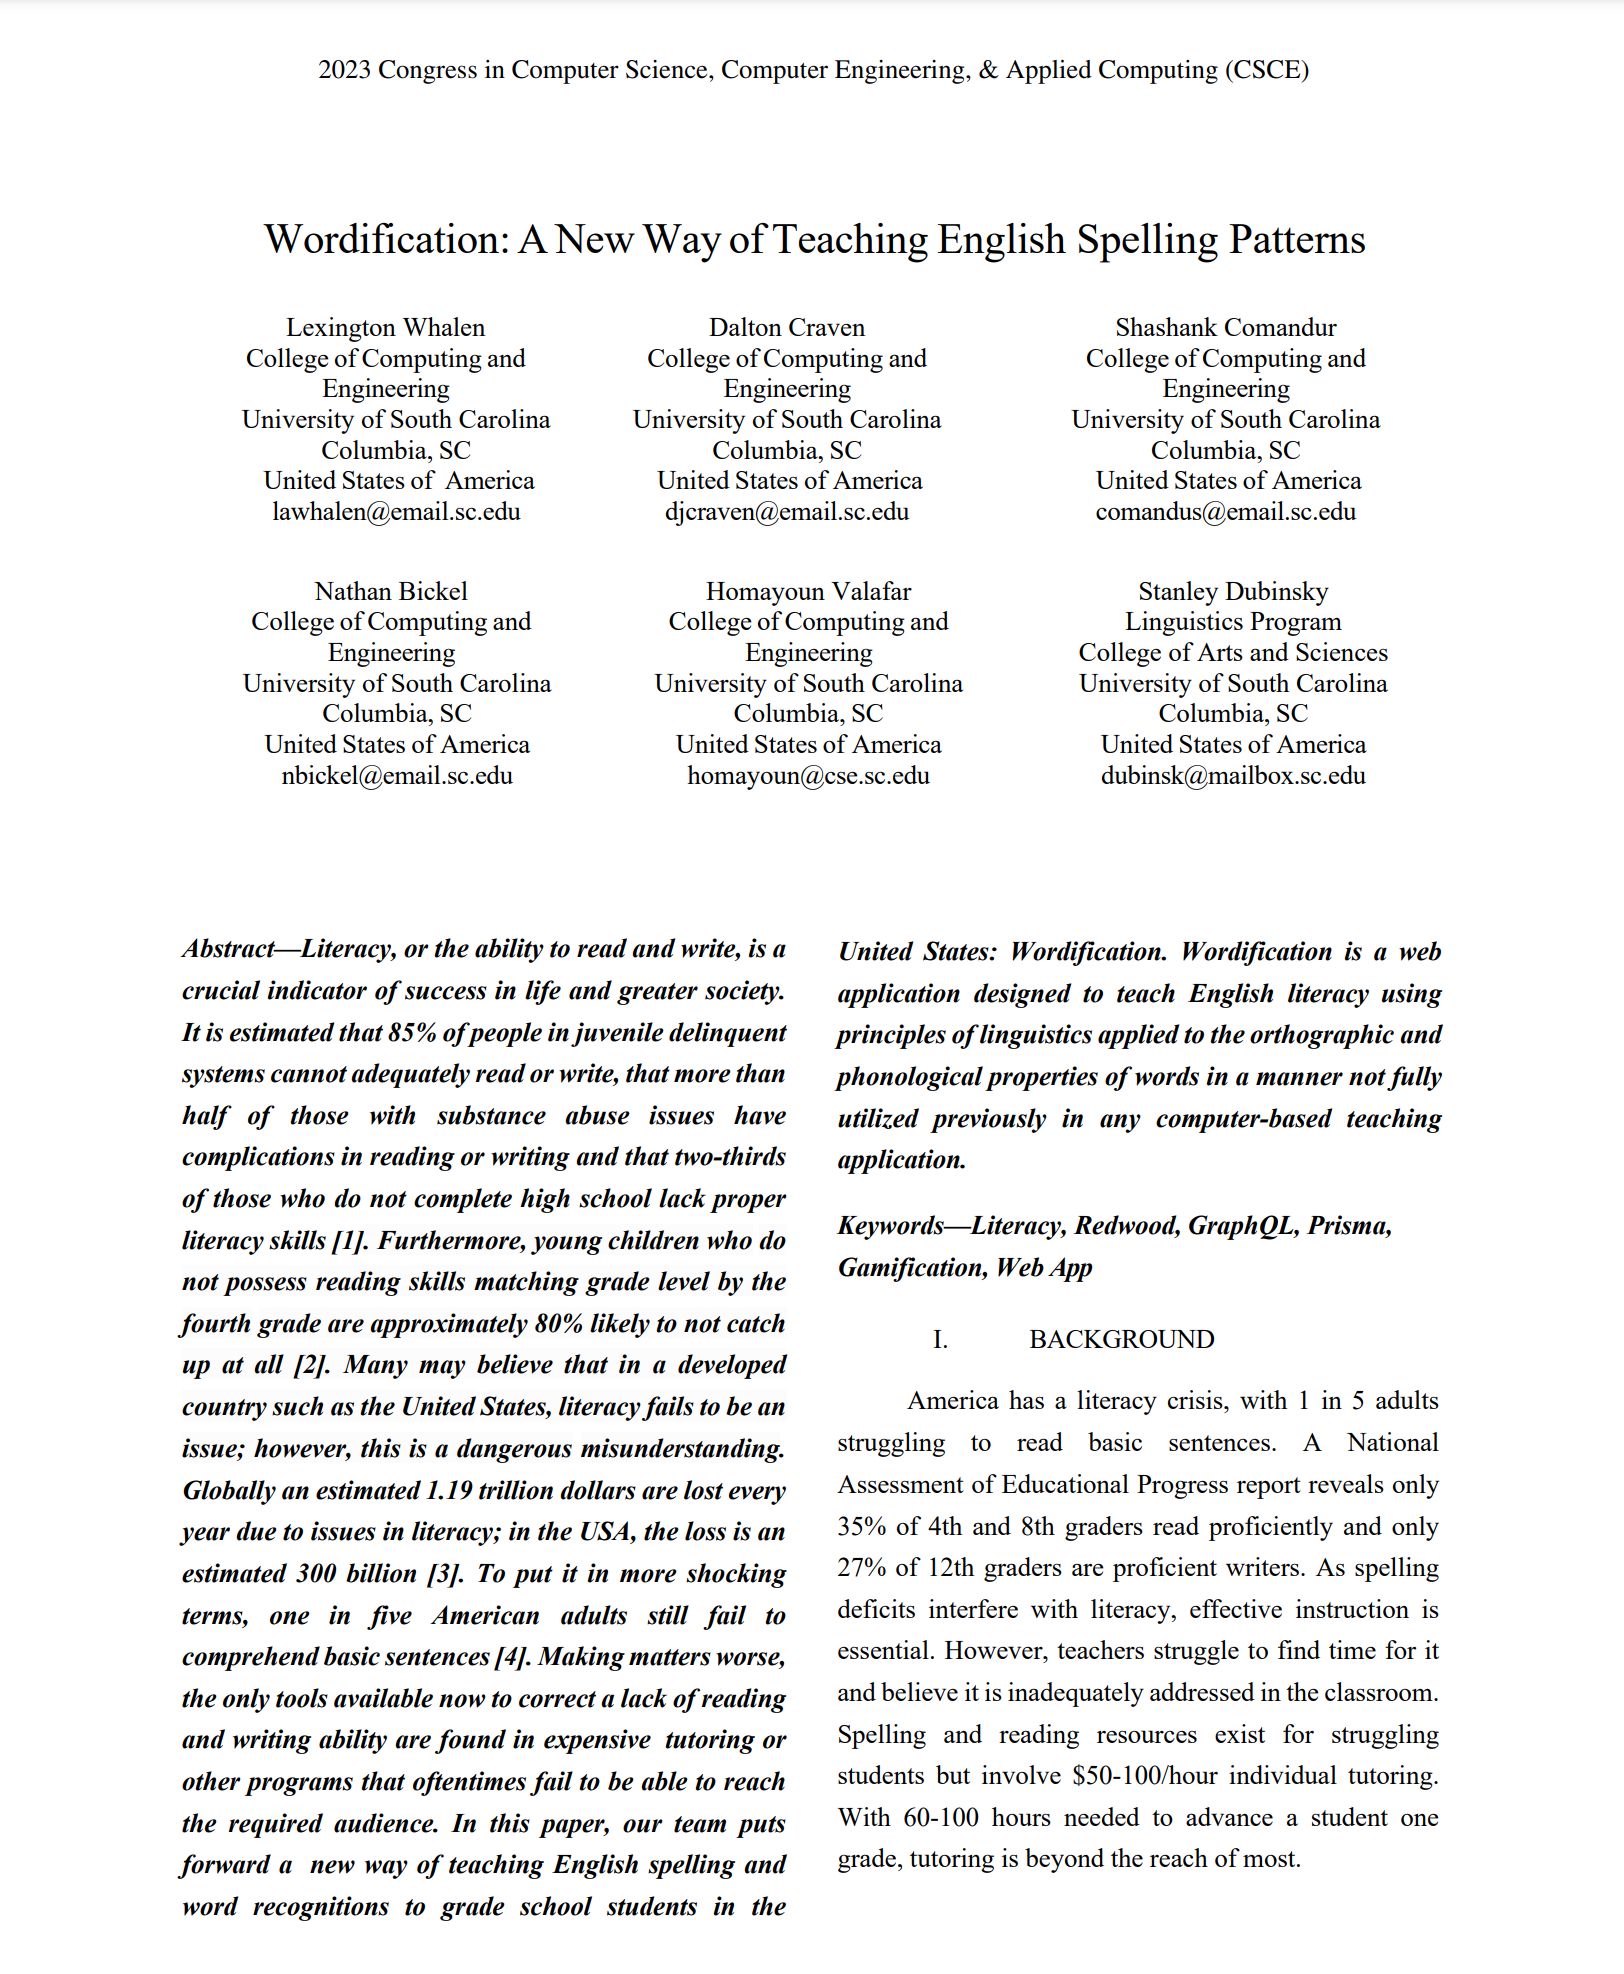 2023 Congress in Computer Science, Computer Engineering, & Applied Computing (CSCE)
Wordification: A New Way of Teaching English Spelling Patterns
Lexington Whalen
College of Computing and
Engineering
University of South Carolina
Columbia, SC
United States of America
lawhalen@email.sc.edu
Dalton Craven
College of Computing and
Engineering
University of South Carolina
Columbia, SC
United States of America
djcraven@email.sc.edu
Shashank Comandur
College of Computing and
Engineering
University of South Carolina
Columbia, SC
United States of America
comandus@email.sc.edu
Nathan Bickel
College of Computing and
Engineering
University of South Carolina
Columbia, SC
United States of America
nbickel@email.sc.edu
Homayoun Valafar
College of Computing and
Engineering
University of South Carolina
Columbia, SC
United States of America
homayoun@cse.sc.edu
Stanley Dubinsky
Linguistics Program
College of Arts and Sciences
University of South Carolina
Columbia, SC
United States of America
dubinsk@mailbox.sc.edu
Abstract—Literacy, or the ability to read and write, is a
crucial indicator of success in life and greater society.
It is estimated that 85% of people in juvenile delinquent
systems cannot adequately read or write, that more than
half of those with substance abuse issues have
complications in reading or writing and that two-thirds
of those who do not complete high school lack proper
literacy skills [1]. Furthermore, young children who do
not possess reading skills matching grade level by the
fourth grade are approximately 80% likely to not catch
up at all [2]. Many may believe that in a developed
country such as the United States, literacy fails to be an
issue; however, this is a dangerous misunderstanding.
Globally an estimated 1.19 trillion dollars are lost every
year due to issues in literacy; in the USA, the loss is an
estimated 300 billion [3]. To put it in more shocking
terms, one in five American adults still fail to
comprehend basic sentences [4]. Making matters worse,
the only tools available now to correct a lack of reading
and writing ability are found in expensive tutoring or
other programs that oftentimes fail to be able to reach
the required audience. In this paper, our team puts
forward a new way of teaching English spelling and
word recognitions to grade school students in the
United States: Wordification. Wordification is a web
application designed to teach English literacy using
principles of linguistics applied to the orthographic and
phonological properties of words in a manner not fully
utilized previously in any computer-based teaching
application.
Keywords—Literacy, Redwood, GraphQL, Prisma,
Gamification, Web App
I. BACKGROUND
America has a literacy crisis, with 1 in 5 adults
struggling to read basic sentences. A National
Assessment of Educational Progress report reveals only
35% of 4th and 8th graders read proficiently and only
27% of 12th graders are proficient writers. As spelling
deficits interfere with literacy, effective instruction is
essential. However, teachers struggle to find time for it
and believe it is inadequately addressed in the classroom.
Spelling and reading resources exist for struggling
students but involve $50-100/hour individual tutoring.
With 60-100 hours needed to advance a student one
grade, tutoring is beyond the reach of most.